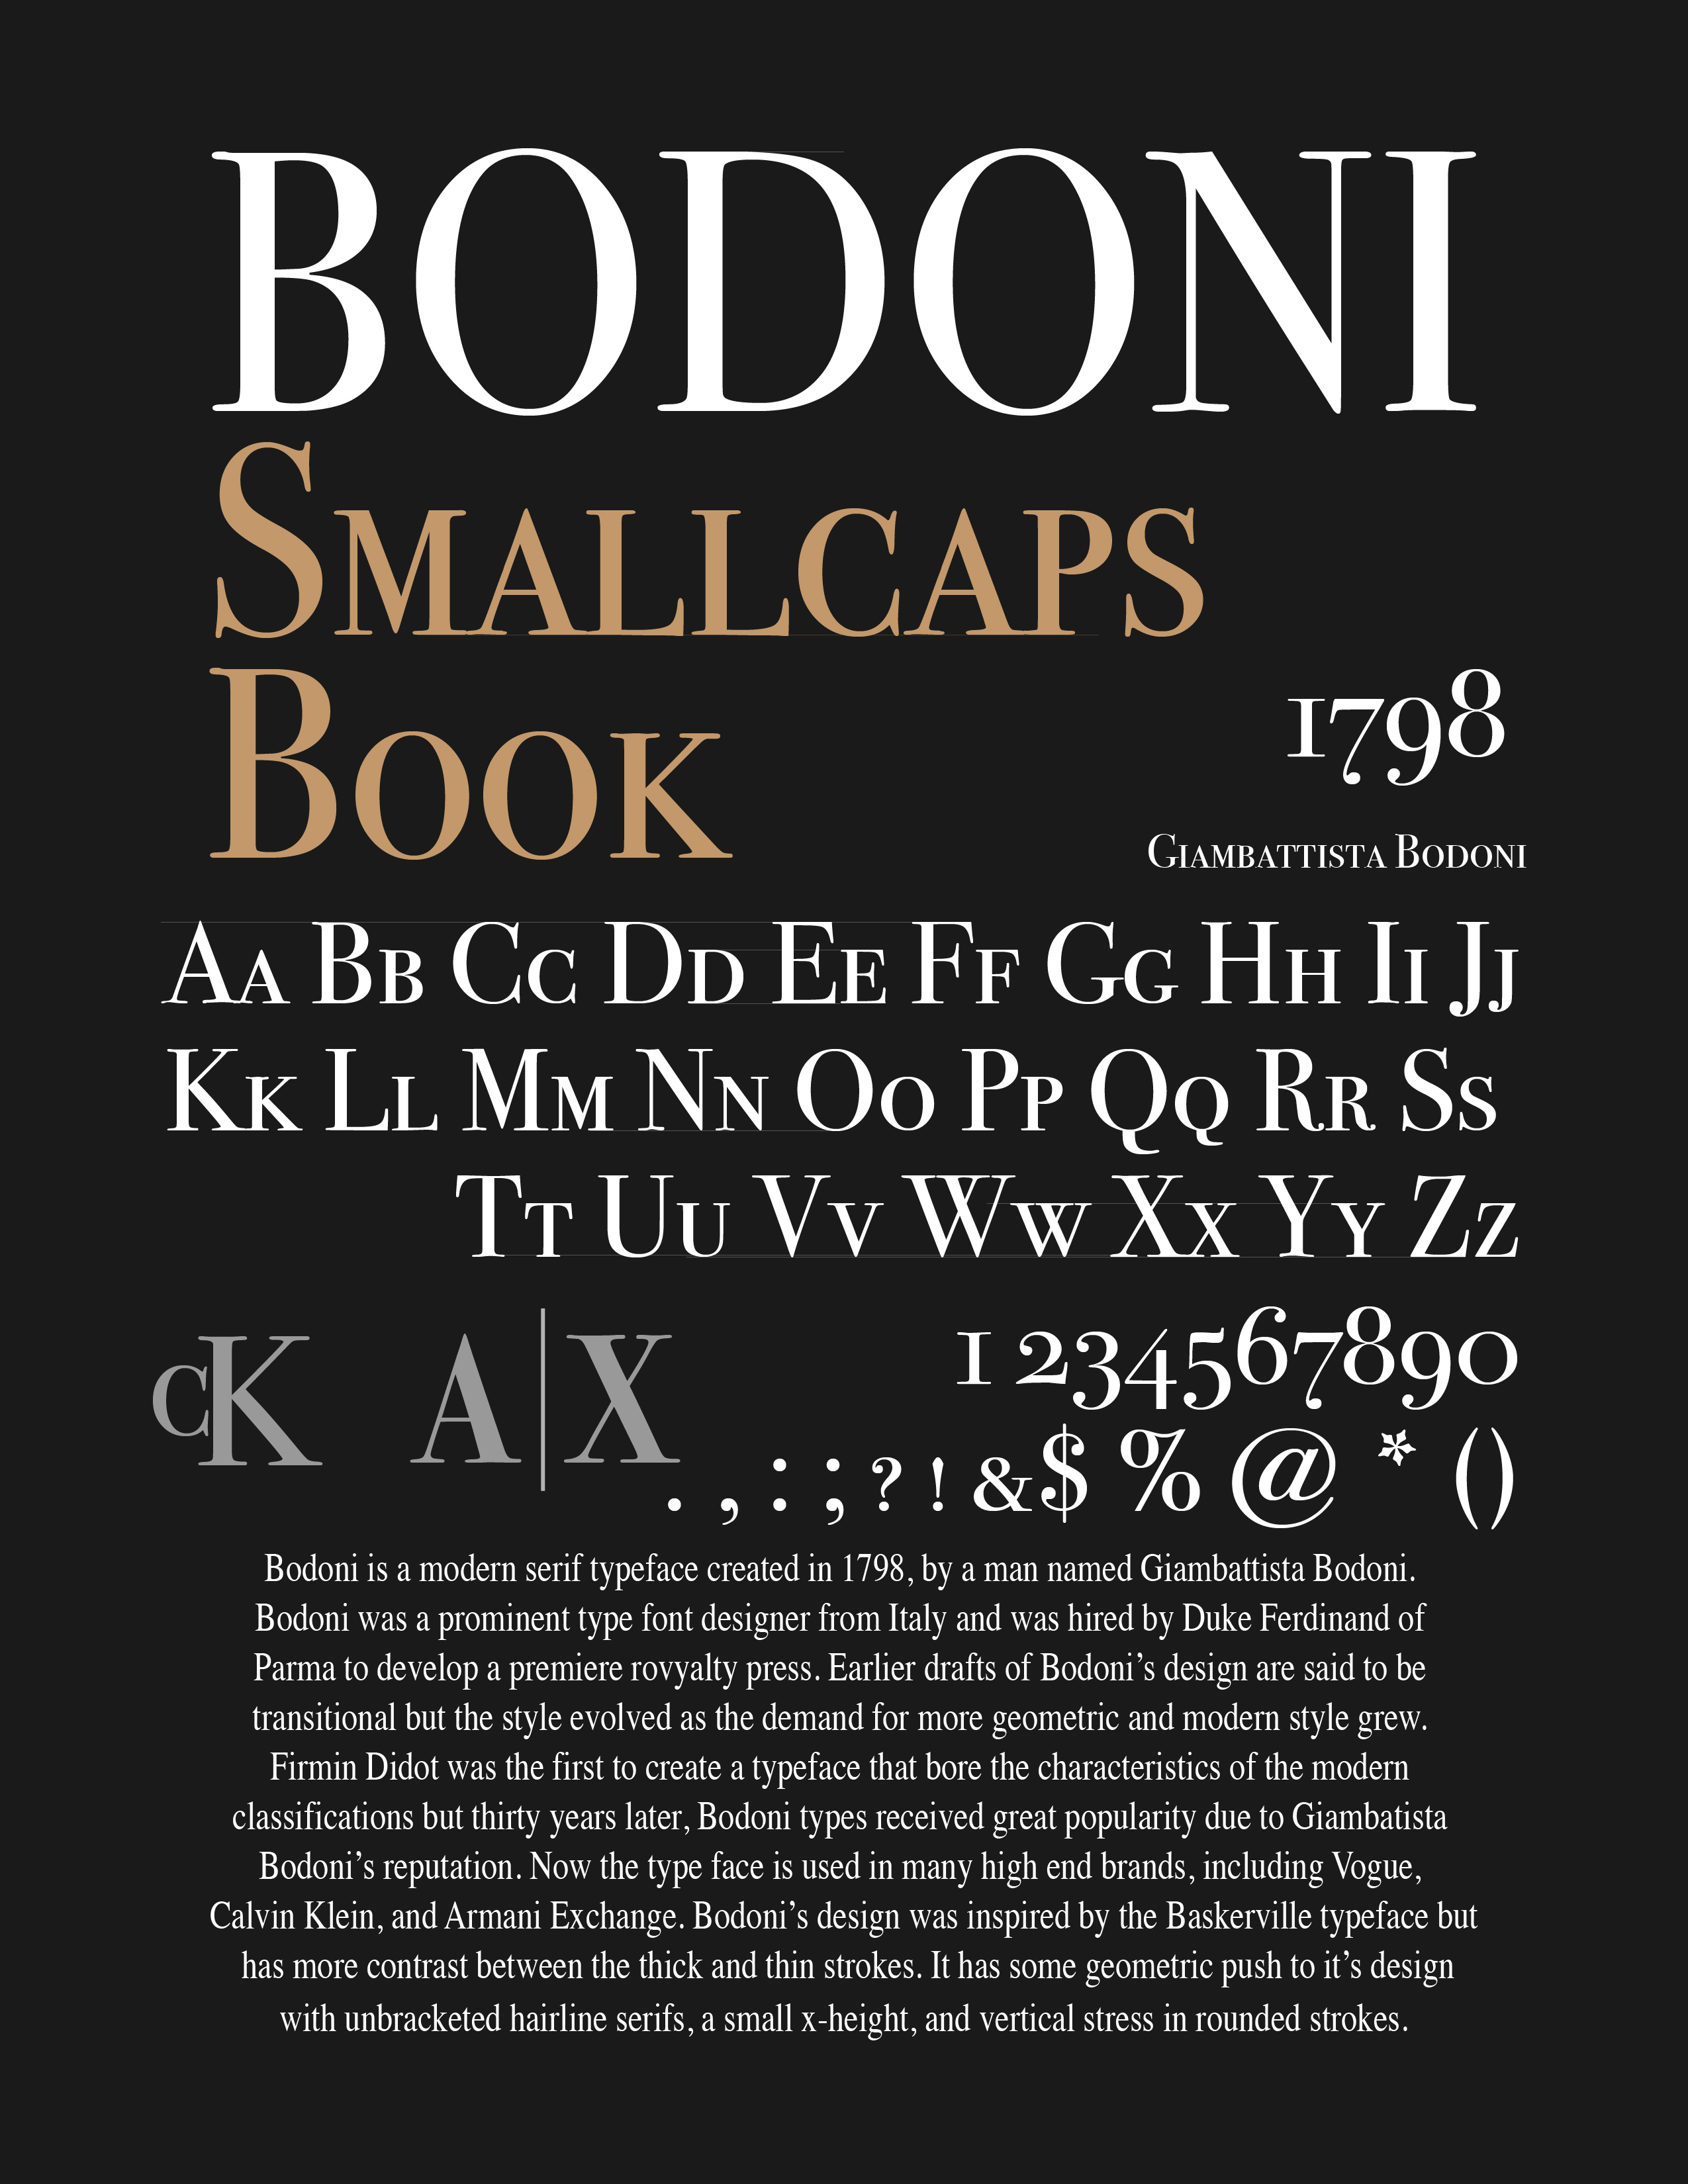 BODONI
SMALLCAPS
BOOK
1798
GIAMBATTISTA BODONI
AA BB CC DD EE FF GG HH II JJ
KK LL MM NN OO PP QQ RR SS
TT UU VV WW XX YY ZZ
CK A|X
1 234567890
. , : ; ? ! & $ % @ * ()
Bodoni is a modern serif typeface created in 1798, by a man named Giambattista Bodoni.
Bodoni was a prominent type font designer from Italy and was hired by Duke Ferdinand of
Parma to develop a premiere rovyalty press. Earlier drafts of Bodoni’s design are said to be
transitional but the style evolved as the demand for more geometric and modern style grew.
Firmin Didot was the first to create a typeface that bore the characteristics of the modern
classifications but thirty years later, Bodoni types received great popularity due to Giambatista
Bodoni’s reputation. Now the type face is used in many high end brands, including Vogue,
Calvin Klein, and Armani Exchange. Bodoni’s design was inspired by the Baskerville typeface but
has more contrast between the thick and thin strokes. It has some geometric push to it’s design
with unbracketed hairline serifs, a small x-height, and vertical stress in rounded strokes.